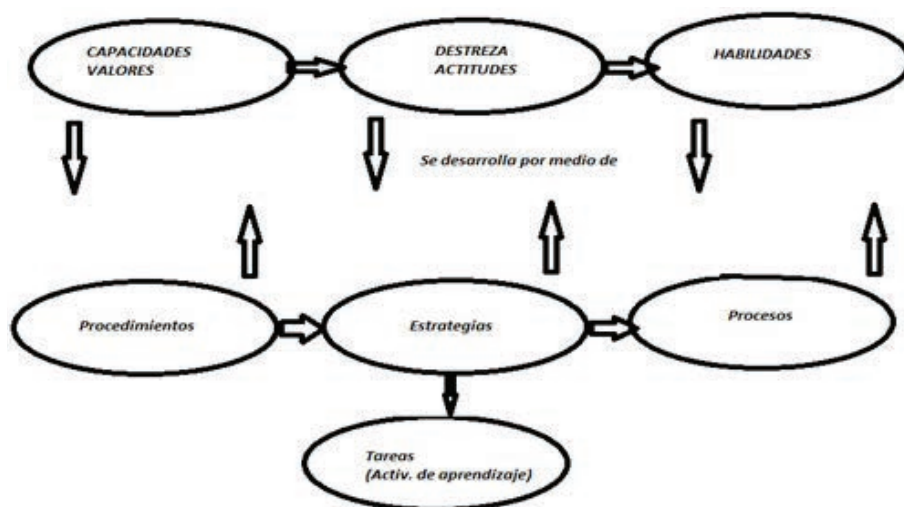 CAPACIDADES
VALORES
DESTREZA
ACTITUDES
HABILIDADES
Se desarrolla por medio de
Procedimientos
Estrategias
Procesos
Tareas
(Activ. de aprendizaje)